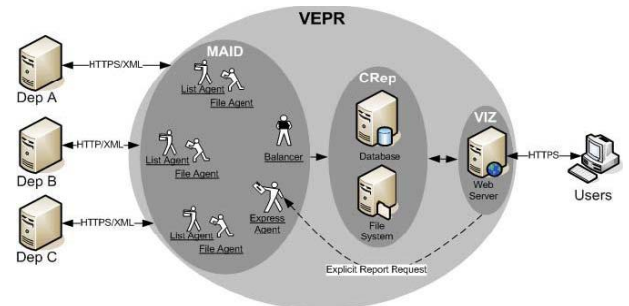 VEPR
MAID
CRep
VIZ
HTTPS/XML
Dep A
List Agent
File Agent
HTTP/XML
Dep B
List Agent
File Agent
Balancer
Database
HTTPS
Web
Server
Users
HTTPS/XML
Dep C
List Agent
File Agent
Express
Agent
File
System
Explicit Report Request